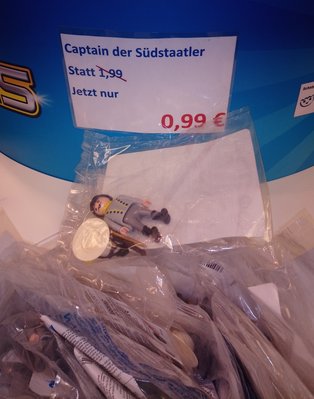 Captain der Südstaatler
Statt 1,99
Jetzt nur
0,99 €